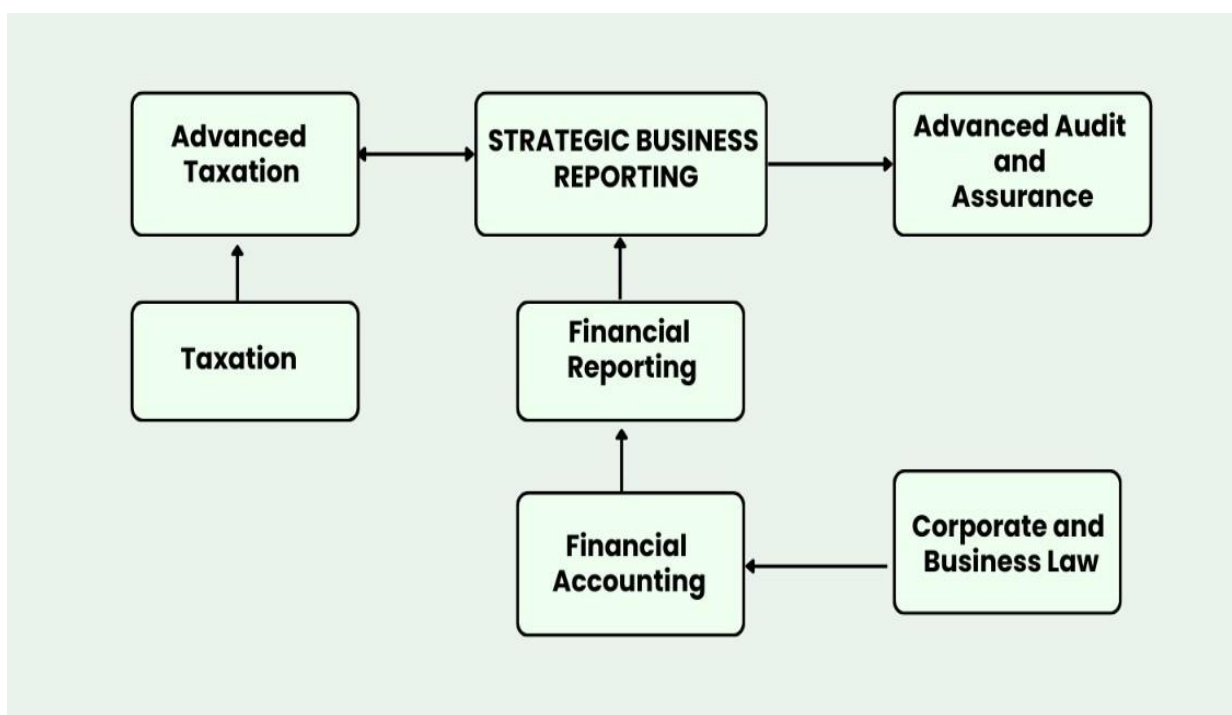 Advanced
Taxation
STRATEGIC BUSINESS
REPORTING
Advanced Audit
and
Assurance
Taxation
Financial
Reporting
Financial
Accounting
Corporate and
Business Law